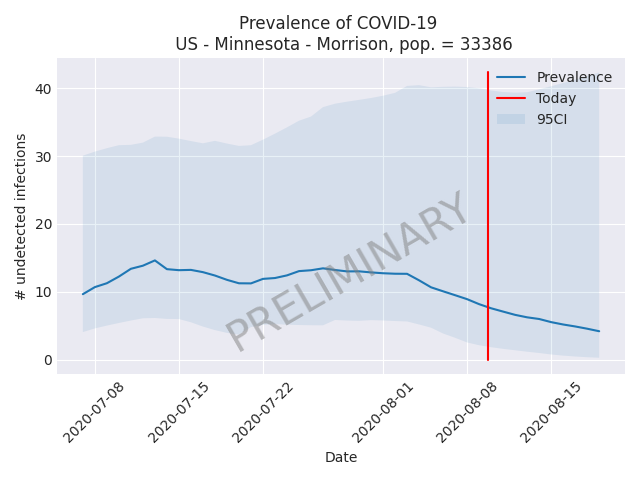 Prevalence of COVID-19
US - Minnesota - Morrison, pop. = 33386
Prevalence
Today
95CI
# undetected infections
40
30
20
10
0
PRELIMINARY
2020-07-08
2020-07-15
2020-07-22
2020-08-01
2020-08-08
2020-08-15
Date